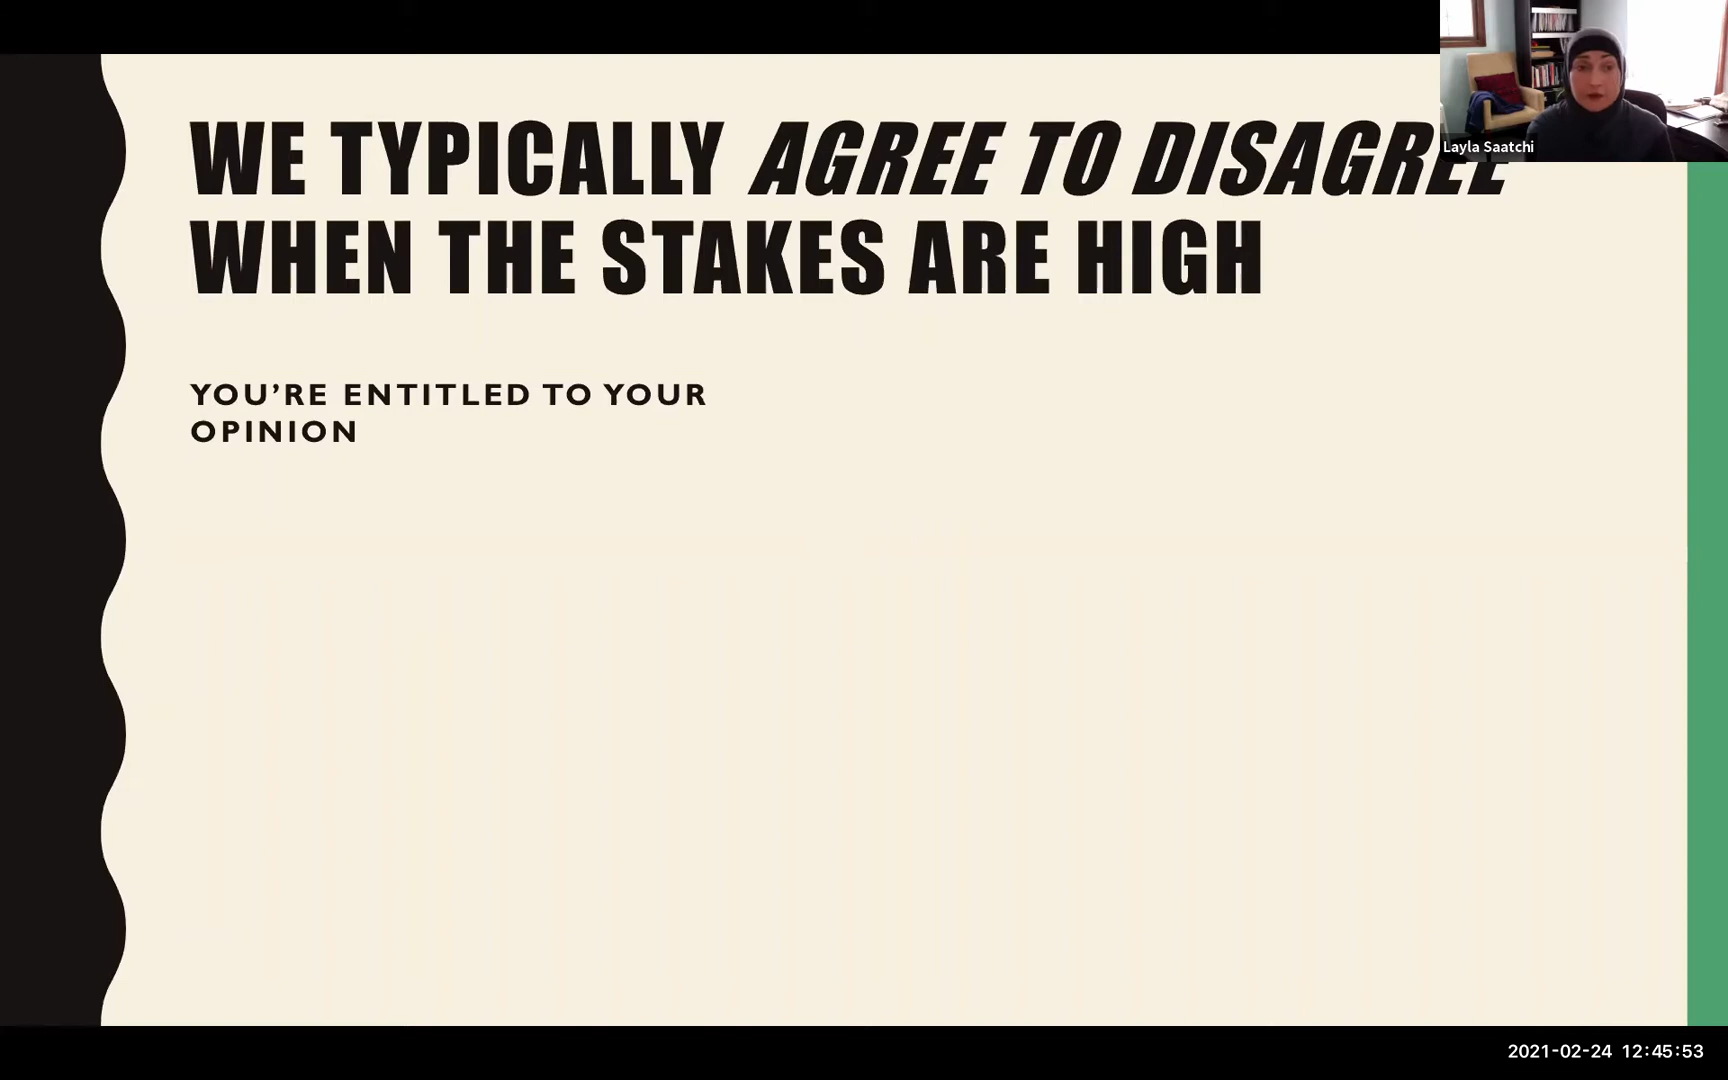 WE TYPICALLY AGREE TO DISAGREE
WHEN THE STAKES ARE HIGH
YOU’RE ENTITLED TO YOUR
OPINION
Layla Saatchi
2021-02-24 12:45:53